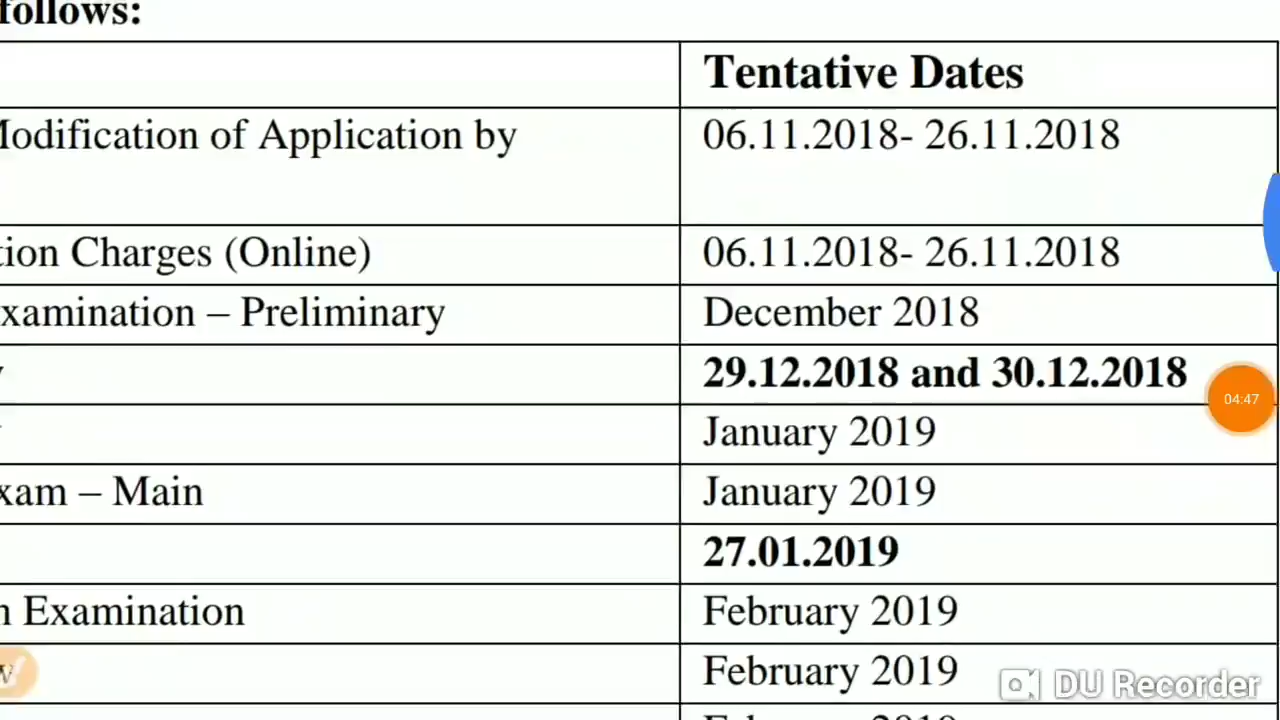 follows:
Tentative Dates
Modification of Application by
06.11.2018- 26.11.2018
tion Charges (Online)
06.11.2018- 26.11.2018
xamination – Preliminary
December 2018
29.12.2018 and 30.12.2018
04:47
January 2019
xam – Main
January 2019
27.01.2019
n Examination
February 2019
w
February 2019
DU Recorder